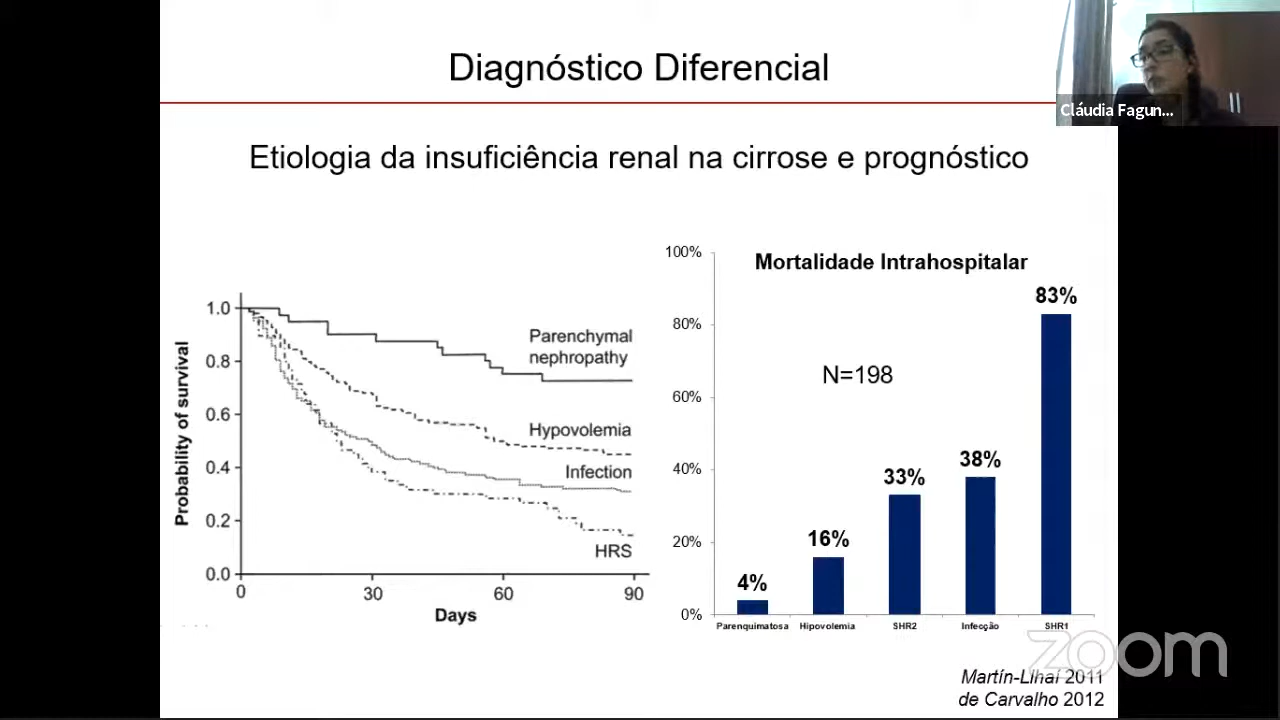 Diagnóstico Diferencial
Cláudia Fagun...
Etiologia da insuficiência renal na cirrose e prognóstico
1.0
0.8
0.6
0.4
0.2
0.0
Probability of survival
Parenchymal
nephropathy
Hypovolemia
Infection
HRS
0
30
60
90
Days
Mortalidade Intrahospitalar
N=198
100%
80%
60%
40%
20%
0%
4%
16%
33%
38%
83%
Parenquimatosa
Hipovolemia
SHR2
Infecção
SHR1
zoom
Martín-Llhaí 2011
de Carvalho 2012